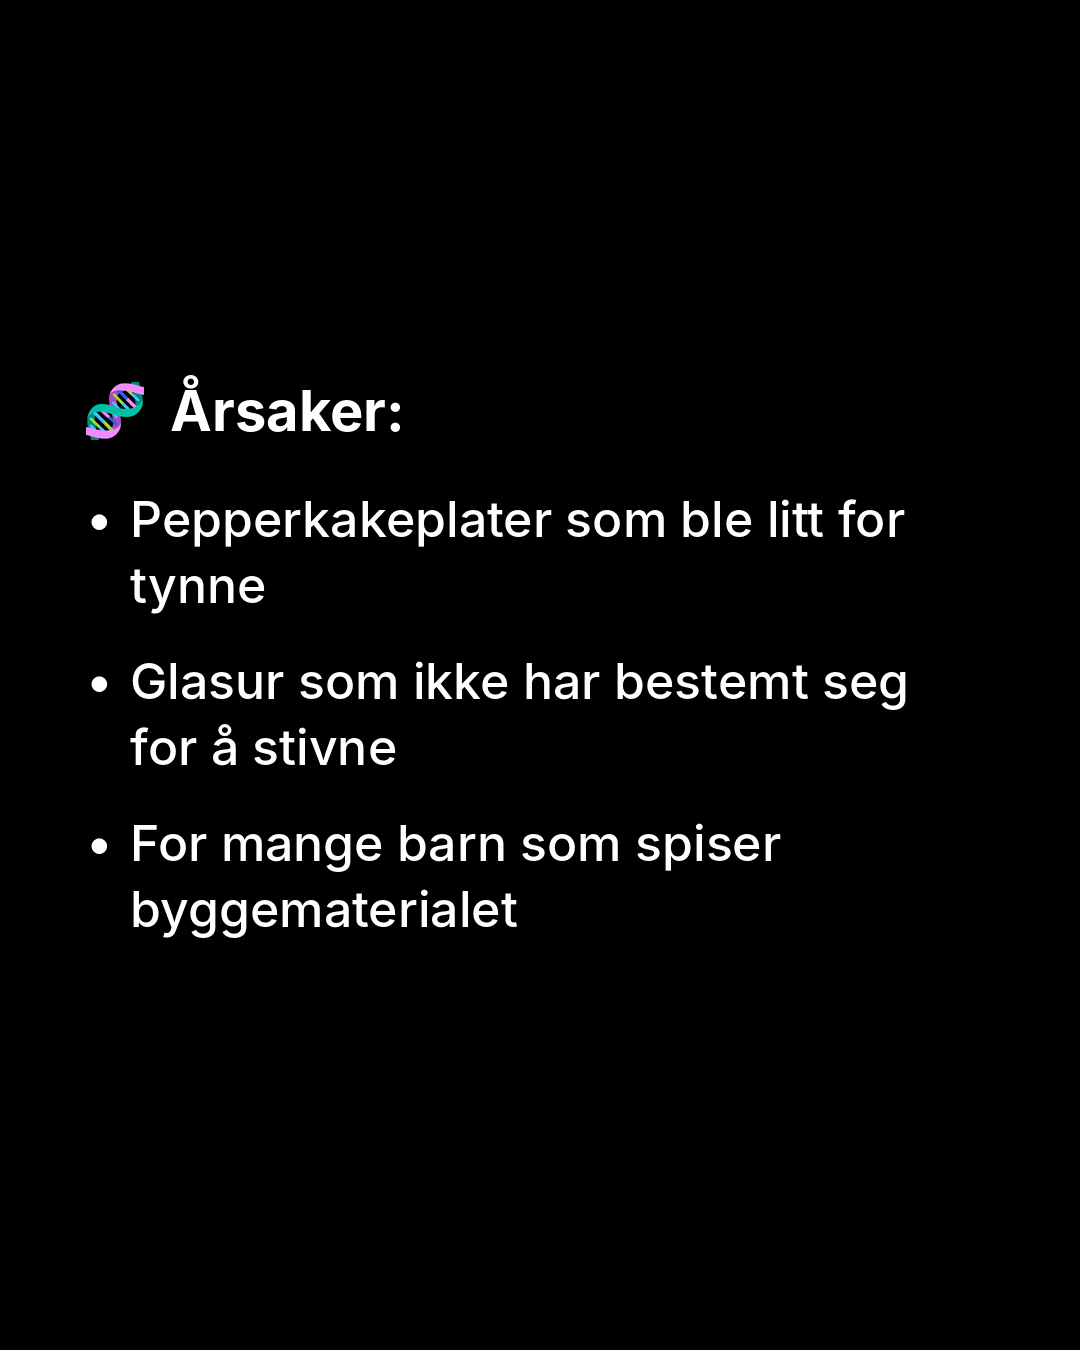 🧬 Årsaker:
• Pepperkakeplater som ble litt for
tynne
• Glasur som ikke har bestemt seg
for å stivne
• For mange barn som spiser
byggematerialet